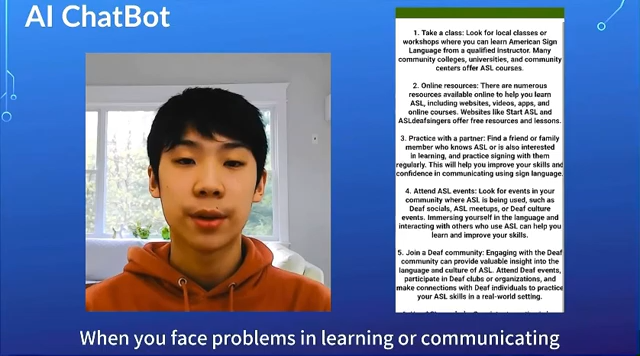 AI ChatBot
1. Take a class: Look for local classes or
workshops where you can learn American Sign
Language from a qualified instructor. Many
community colleges, universities, and community
centers offer ASL courses.
2. Online resources: There are numerous
resources available online to help you learn
ASL, including websites, videos, apps, and
online courses. Websites like Start ASL and
ASLdeafsingers offer free resources and lessons.
3. Practice with a partner: Find a friend or family
member who knows ASL or is also interested
in learning, and practice signing with them
regularly. This will help you improve your skills and
confidence in communicating using sign language.
4. Attend ASL events: Look for events in your
community where ASL is being used, such as
Deaf socials, ASL meetups, or Deaf culture
events. Immersing yourself in the language and
interacting with others who use ASL can help you
learn and improve your skills.
5. Join a Deaf community: Engaging with the Deaf
community can provide valuable insight into the
language and culture of ASL. Attend Deaf events,
participate in Deaf clubs or organizations, and
make connections with Deaf individuals to practice
your ASL skills in a real-world setting.
When you face problems in learning or communicating